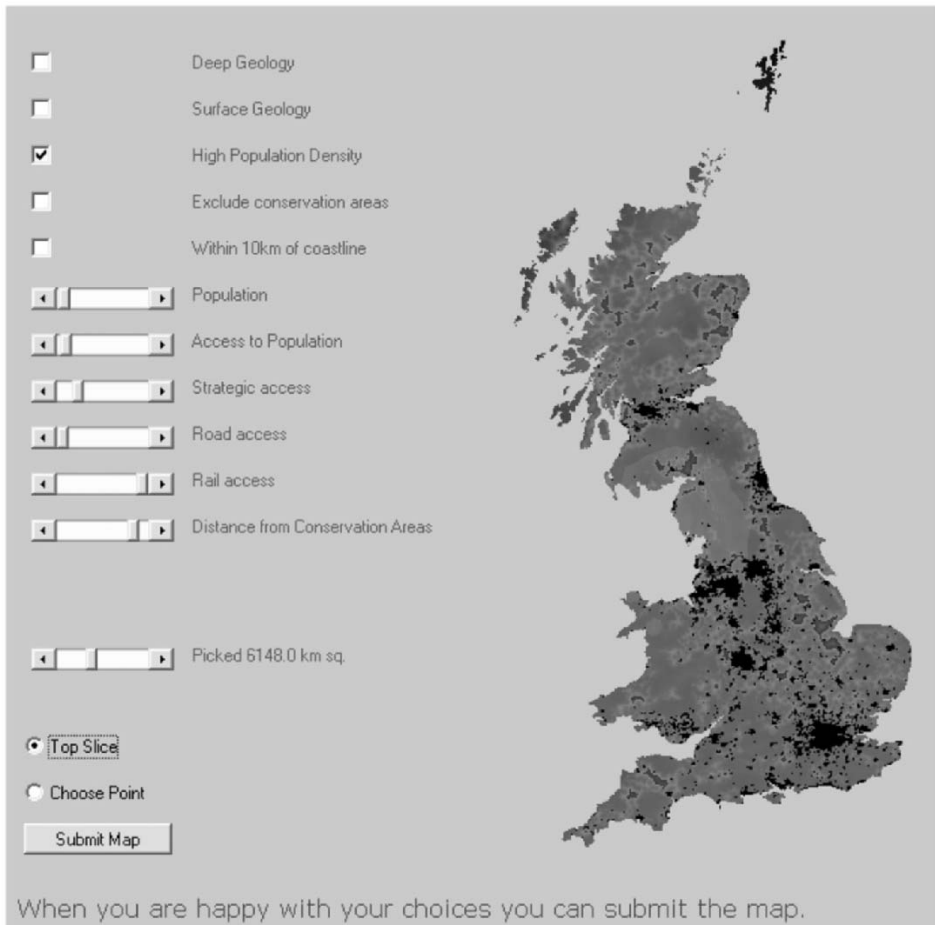 Deep Geology
Surface Geology
High Population Density
Exclude conservation areas
Within 10km of coastline
Population
Access to Population
Strategic access
Road access
Rail access
Distance from Conservation Areas
Picked 6148.0 km sq.
Top Slice
Choose Point
Submit Map
When you are happy with your choices you can submit the map.